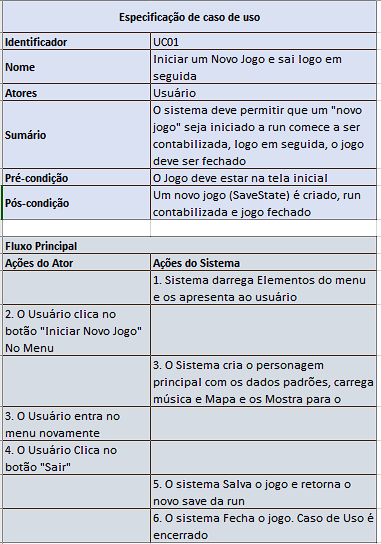 Especificação de caso de uso
Identificador UC01
Nome Iniciar um Novo Jogo e sai logo em
seguida
Atores Usuário
Sumário O sistema deve permitir que um "novo
jogo" seja iniciado a run comece a ser
contabilizada, logo em seguida, o jogo
deve ser fechado
Pré-condição O Jogo deve estar na tela inicial
Pós-condição Um novo jogo (SaveState) é criado, run
contabilizada e jogo fechado
Fluxo Principal
Ações do Ator Ações do Sistema
1. Sistema darrega Elementos do menu
e os apresenta ao usuário
2. O Usuário clica no
botão "Iniciar Novo Jogo"
No Menu
3. O Sistema cria o personagem
principal com os dados padrões, carrega
música e Mapa e os Mostra para o
3. O Usuário entra no
menu novamente
4. O Usuário Clica no
botão "Sair"
5. O sistema Salva o jogo e retorna o
novo save da run
6. O sistema Fecha o jogo. Caso de Uso é
encerrado